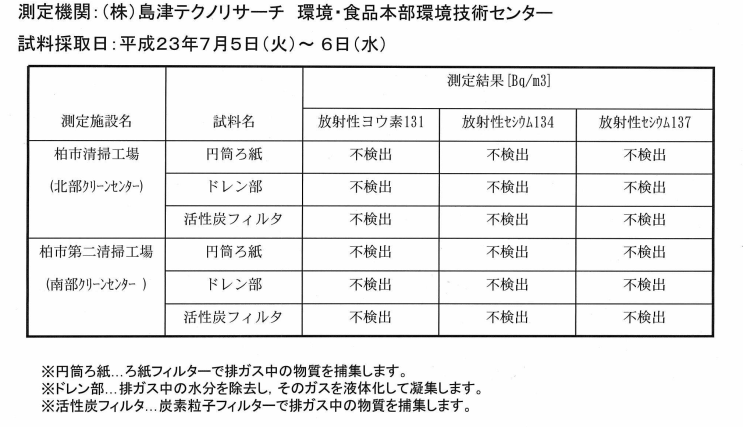 測定機関：（株）島津テクノリサーチ　環境・食品本部環境技術センター
試料採取日：平成２３年７月５日（火）～ ６日（水）
測定結果[Bq/m3]
測定施設名 試料名 放射性ヨウ素131 放射性ｾｼｳﾑ134 放射性ｾｼｳﾑ137
柏市清掃工場 円筒ろ紙 不検出 不検出 不検出
(北部ｸﾘｰﾝｾﾝﾀｰ) ドレン部 不検出 不検出 不検出
活性炭フィルタ 不検出 不検出 不検出
柏市第二清掃工場 円筒ろ紙 不検出 不検出 不検出
(南部ｸﾘｰﾝｾﾝﾀｰ ) ドレン部 不検出 不検出 不検出
活性炭フィルタ 不検出 不検出 不検出
※円筒ろ紙…ろ紙フィルターで排ガス中の物質を捕集します。
※ドレン部…排ガス中の水分を除去し，そのガスを液体化して凝集します。
※活性炭フィルタ…炭素粒子フィルターで排ガス中の物質を捕集します。